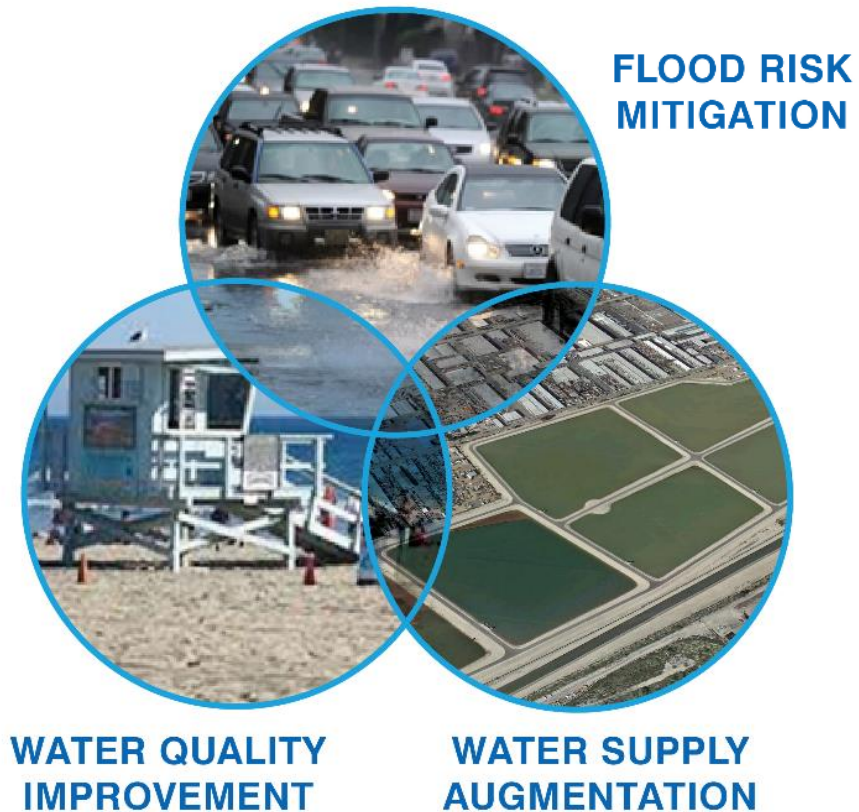 FLOOD RISK
MITIGATION
WATER QUALITY
IMPROVEMENT
WATER SUPPLY
AUGMENTATION